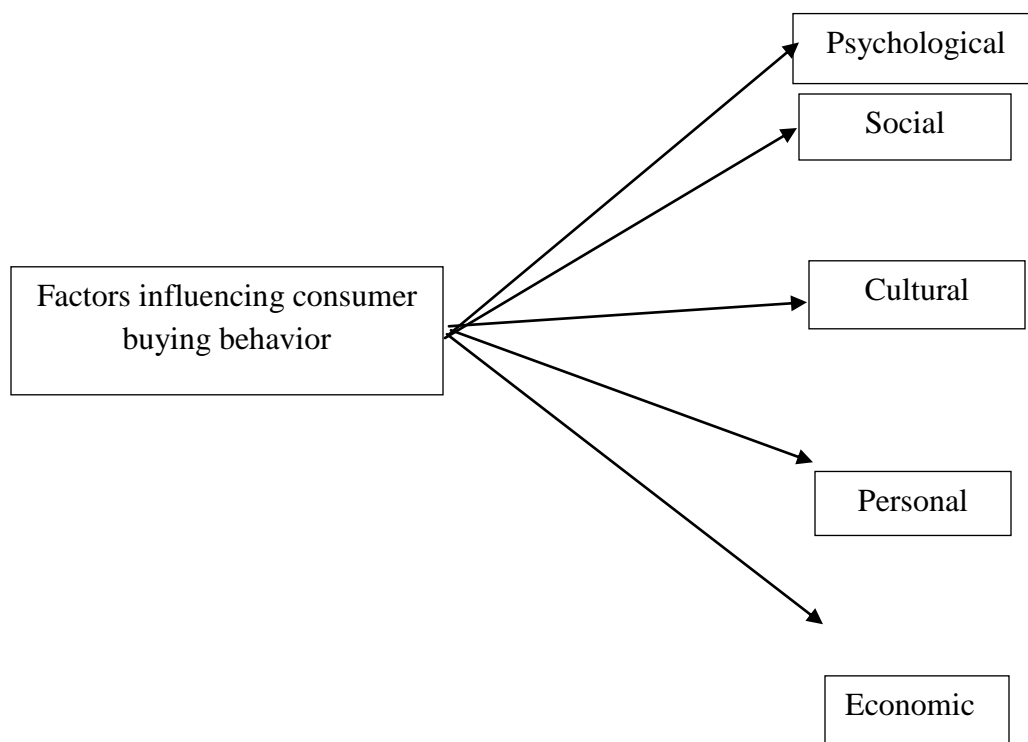 Psychological
Social
Factors influencing consumer
buying behavior
Cultural
Personal
Economic